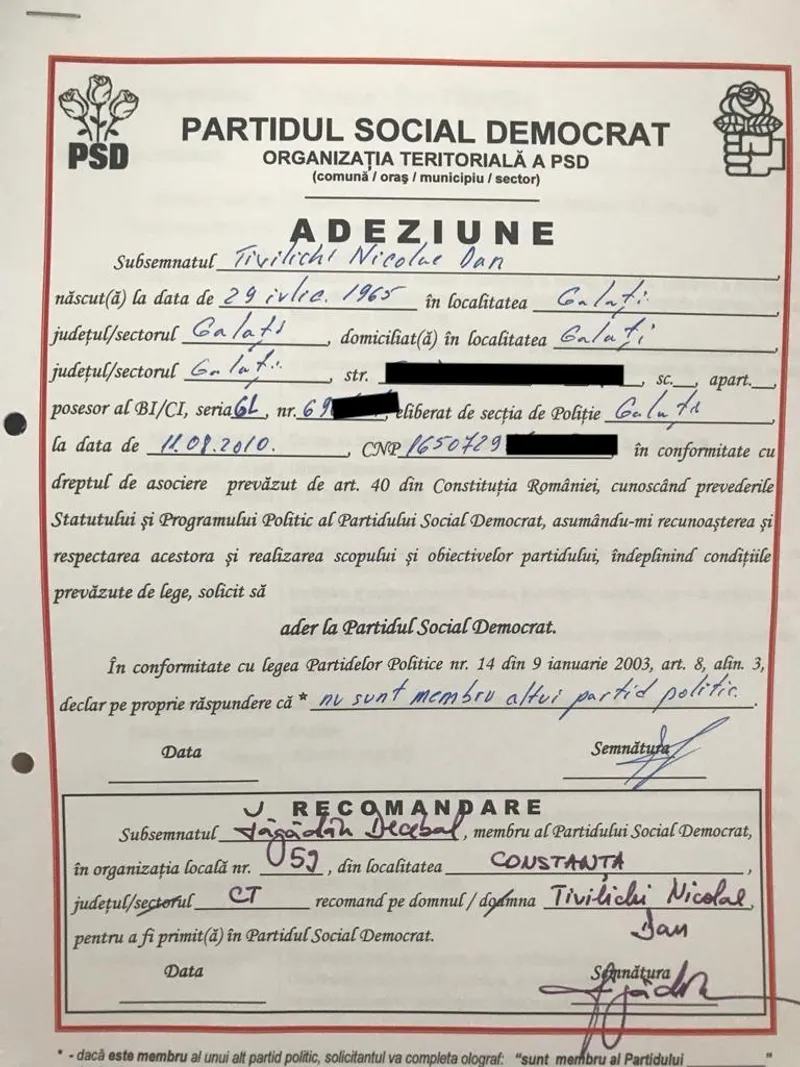 PSD
PARTIDUL SOCIAL DEMOCRAT
ORGANIZAȚIA TERITORIALĂ A PSD
(comună / oraş / municipiu / sector)
ADEZIUNE
Subsemnatul Tivilichi Nicolae Dan,
născut(ă) la data de 29 iulie. 1965 în localitatea Galați
județul/sectorul Galați, domiciliat(ă) în localitatea Galați
județul/sectorul Galați, str. , sc.__, apart.__,
posesor al BI/CI, seria GL, nr. 69 eliberat de secția de Poliție Galați,
la data de 11.08.2010., CNP 1650729 în conformitate cu
dreptul de asociere prevăzut de art. 40 din Constituția României, cunoscând prevederile
Statutului și Programului Politic al Partidului Social Democrat, asumându-mi recunoașterea și
respectarea acestora și realizarea scopului și obiectivelor partidului, îndeplinind condițiile
prevăzute de lege, solicit să
ader la Partidul Social Democrat.
În conformitate cu legea Partidelor Politice nr. 14 din 9 ianuarie 2003, art. 8, alin. 3,
declar pe proprie răspundere că * nu sunt membru altui partid politic.
Data Semnătura
RECOMANDARE
Subsemnatul Făgădău Decebal, membru al Partidului Social Democrat,
în organizația locală nr. 59, din localitatea CONSTANȚA,
județul/sectorul CT recomand pe domnul / doamna Tivilichi Nicolae
Dan
pentru a fi primit(ă) în Partidul Social Democrat.
Data Semnătura
* - dacă este membru al unui alt partid politic, solicitantul va completa olograf: "sunt membru al Partidului ________"